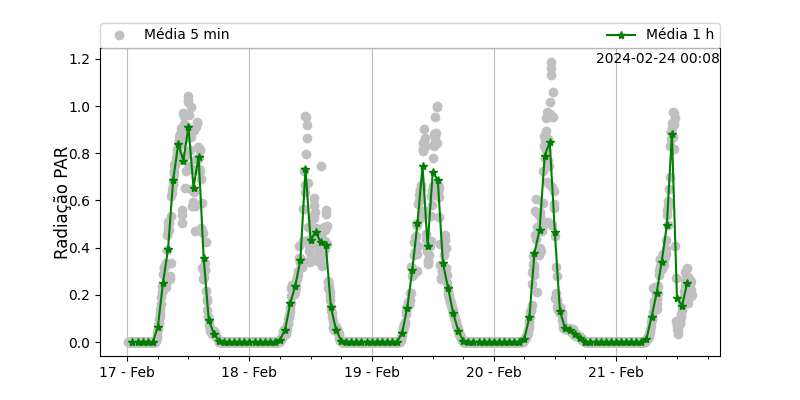 Média 5 min
Média 1 h
2024-02-24 00:08
Radiação PAR
1.2
1.0
0.8
0.6
0.4
0.2
0.0
17 - Feb
18 - Feb
19 - Feb
20 - Feb
21 - Feb